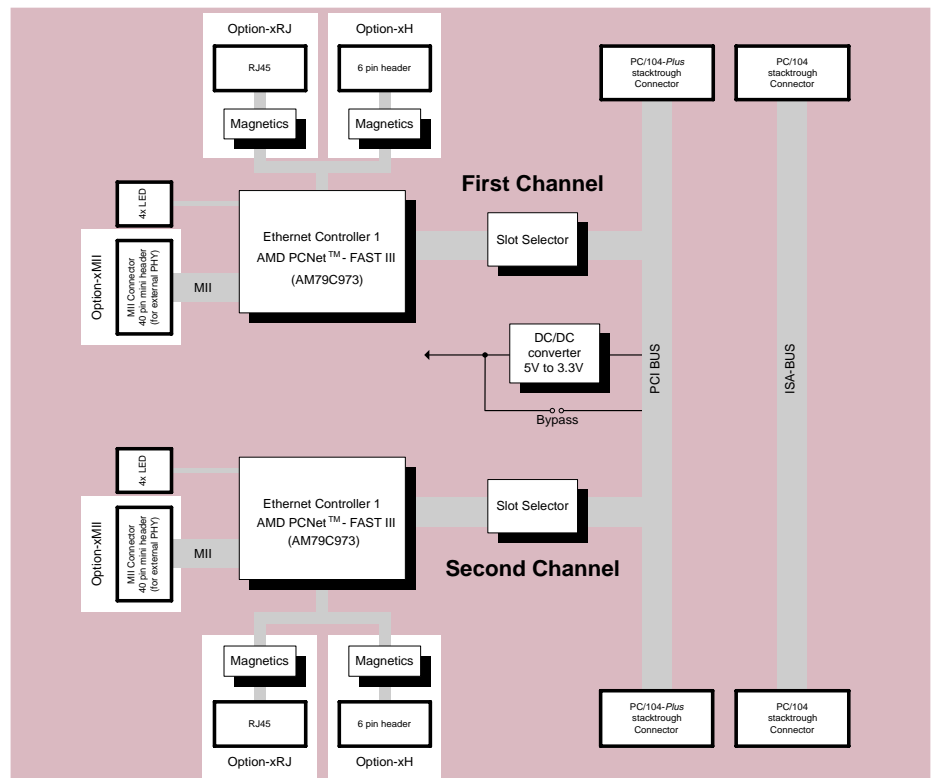 Option-xRJ
Option-xH
RJ45
6 pin header
PC/104-Plus
stacktrough
Connector
PC/104
stacktrough
Connector
Magnetics
Magnetics
First Channel
4x LED
Ethernet Controller 1
AMD PCNet™- FAST III
(AM79C973)
Slot Selector
Option-xMII
MII Connector
40 pin mini header
(for external PHY)
MII
DC/DC
converter
5V to 3.3V
Bypass
PCI BUS
ISA-BUS
4x LED
Ethernet Controller 1
AMD PCNet™- FAST III
(AM79C973)
Slot Selector
Option-xMII
MII Connector
40 pin mini header
(for external PHY)
MII
Second Channel
Magnetics
Magnetics
RJ45
6 pin header
PC/104-Plus
stacktrough
Connector
PC/104
stacktrough
Connector
Option-xRJ
Option-xH